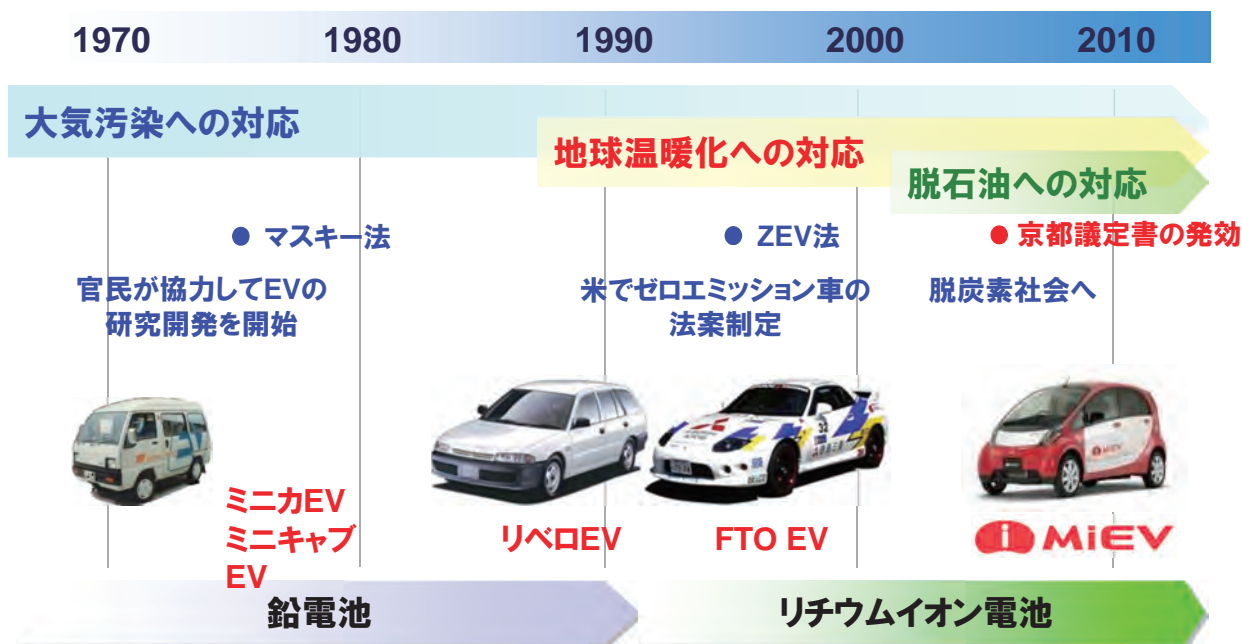 1970 1980 1990 2000 2010
大気汚染への対応
地球温暖化への対応
脱石油への対応
● マスキー法
● ZEV法
● 京都議定書の発効
官民が協力してEVの
研究開発を開始
米でゼロエミッション車の
法案制定
脱炭素社会へ
32
MiEV
ミニカEV
ミニキャブ
EV
リベロEV
FTO EV
i MiEV
鉛電池
リチウムイオン電池